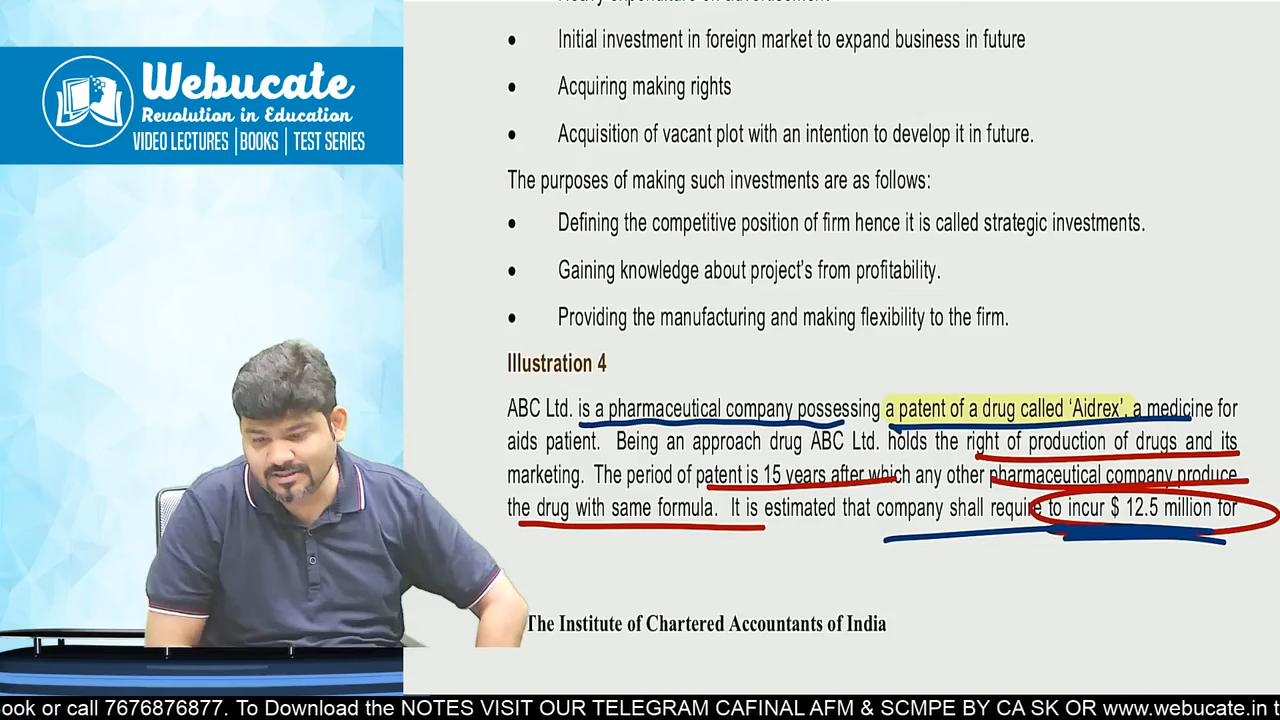 Initial investment in foreign market to expand business in future
Webucate
Revolution in Education
VIDEO LECTURES | BOOKS | TEST SERIES
• Acquiring making rights
• Acquisition of vacant plot with an intention to develop it in future.
The purposes of making such investments are as follows:
• Defining the competitive position of firm hence it is called strategic investments.
• Gaining knowledge about project's from profitability.
• Providing the manufacturing and making flexibility to the firm.
Illustration 4
ABC Ltd. is a pharmaceutical company possessing a patent of a drug called ‘Aidrex’, a medicine for
aids patient. Being an approach drug ABC Ltd. holds the right of production of drugs and its
marketing. The period of patent is 15 years after which any other pharmaceutical company produce
the drug with same formula. It is estimated that company shall require to incur $ 12.5 million for
The Institute of Chartered Accountants of India
ook or call 7676876877. To Download the NOTES VISIT OUR TELEGRAM CAFINAL AFM & SCMPE BY CA SK OR www.webucate.in t